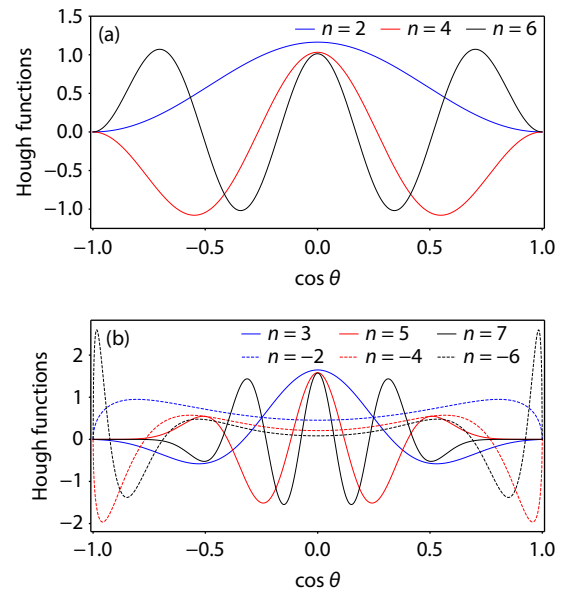 (a)
n = 2 n = 4 n = 6
Hough functions
1.5
1.0
0.5
0.0
−0.5
−1.0
−1.0 −0.5 0.0 0.5 1.0
cos θ
(b)
n = 3 n = 5 n = 7
n = −2 n = −4 n = −6
Hough functions
2
1
0
−1
−2
−1.0 −0.5 0.0 0.5 1.0
cos θ